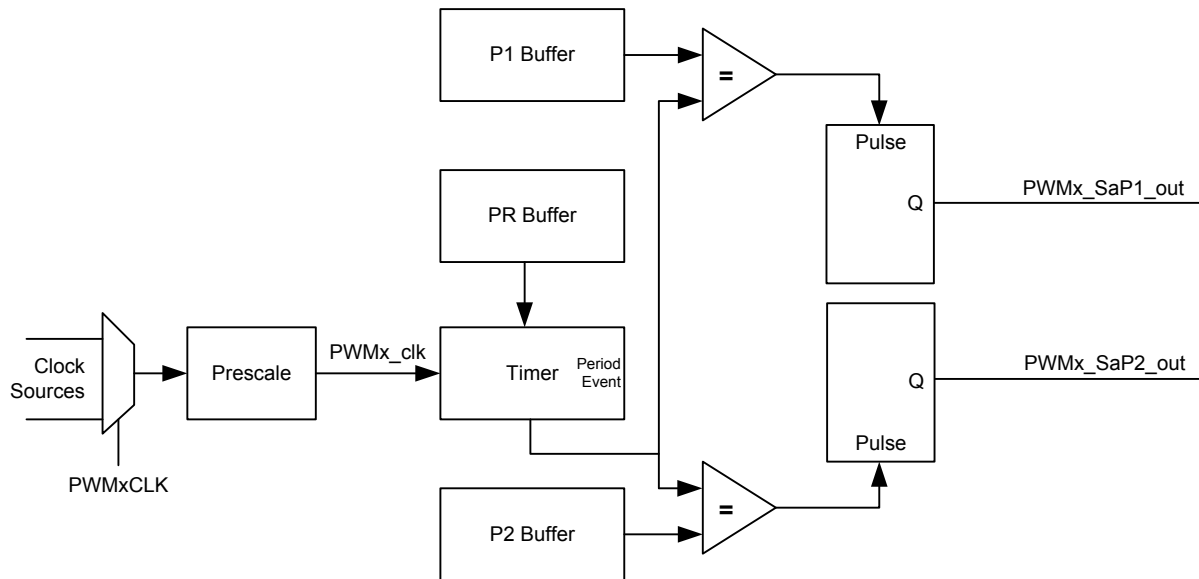 P1 Buffer
=
Pulse
Q
PWMx_SaP1_out
PR Buffer
Clock
Sources
PWMxCLK
Prescale
PWMx_clk
Timer
Period
Event
Q
Pulse
PWMx_SaP2_out
P2 Buffer
=